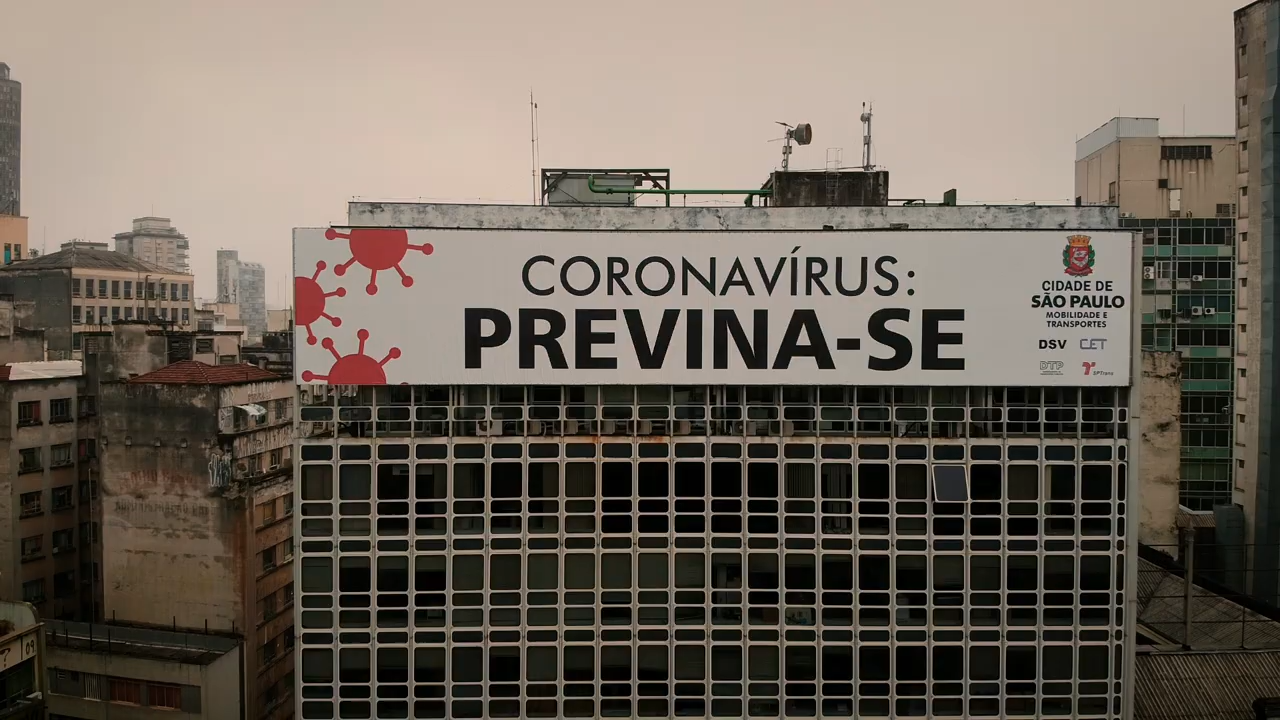 CORONAVÍRUS:
PREVINA-SE
CIDADE DE
SÃO PAULO
MOBILIDADE E
TRANSPORTES
DSV CET
DTP SPTrans